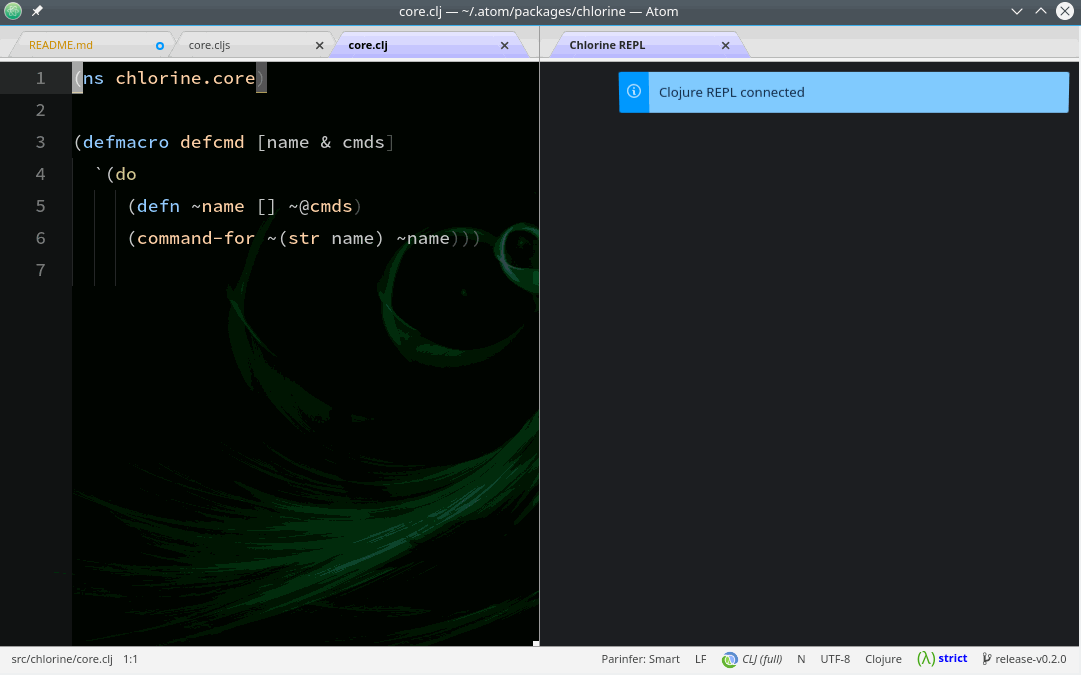 core.clj — ~/.atom/packages/chlorine — Atom
README.md core.cljs core.clj Chlorine REPL
Clojure REPL connected
1 (ns chlorine.core)
2
3 (defmacro defcmd [name & cmds]
4 `(do
5 (defn ~name [] ~@cmds)
6 (command-for ~(str name) ~name)))
7
src/chlorine/core.clj 1:1 Parinfer: Smart LF CLJ (full) N UTF-8 Clojure (λ) strict release-v0.2.0